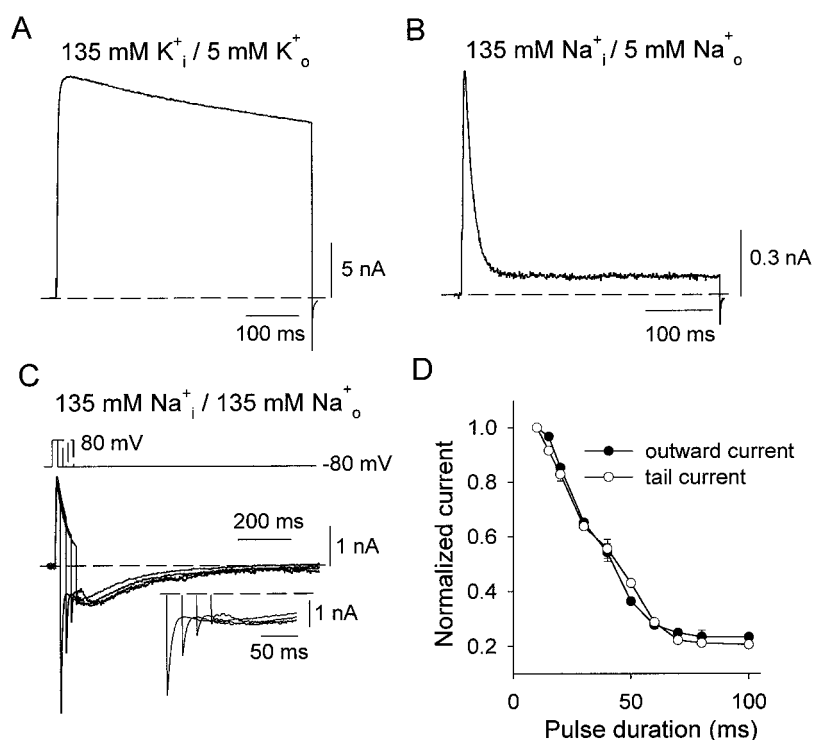 A
135 mM K⁺ᵢ / 5 mM K⁺ₒ
5 nA
100 ms
B
135 mM Na⁺ᵢ / 5 mM Na⁺ₒ
0.3 nA
100 ms
C
135 mM Na⁺ᵢ / 135 mM Na⁺ₒ
80 mV
-80 mV
200 ms
1 nA
1 nA
50 ms
D
Normalized current
1.0
0.8
0.6
0.4
0.2
outward current
tail current
0
50
100
Pulse duration (ms)